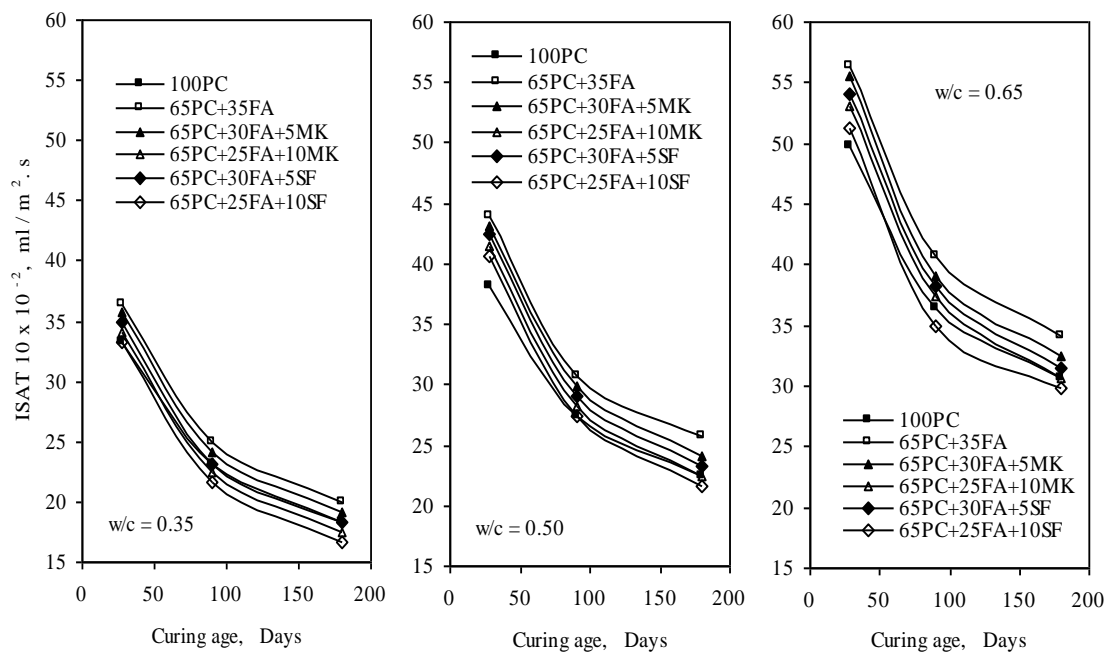 ISAT 10 x 10 -2 , ml / m 2 . s
60
55
50
45
40
35
30
25
20
15
100PC
65PC+35FA
65PC+30FA+5MK
65PC+25FA+10MK
65PC+30FA+5SF
65PC+25FA+10SF
w/c = 0.35
0 50 100 150 200
Curing age, Days
60
55
50
45
40
35
30
25
20
15
100PC
65PC+35FA
65PC+30FA+5MK
65PC+25FA+10MK
65PC+30FA+5SF
65PC+25FA+10SF
w/c = 0.50
0 50 100 150 200
Curing age, Days
60
55
50
45
40
35
30
25
20
15
w/c = 0.65
100PC
65PC+35FA
65PC+30FA+5MK
65PC+25FA+10MK
65PC+30FA+5SF
65PC+25FA+10SF
0 50 100 150 200
Curing age, Days